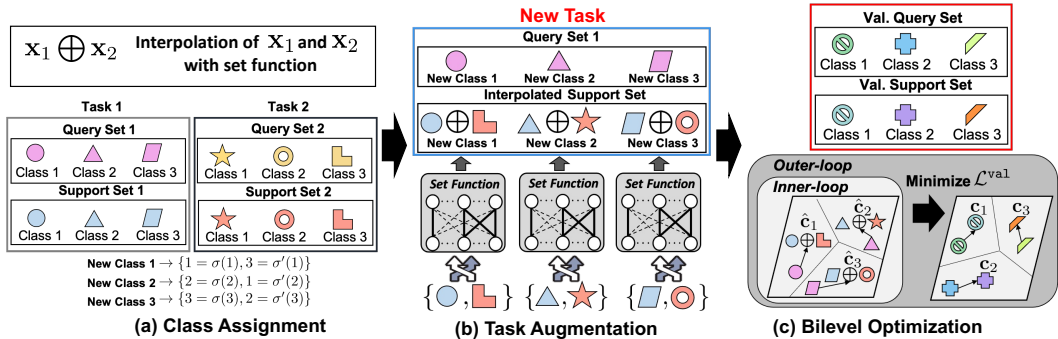 x₁ ⊕ x₂ Interpolation of x₁ and x₂
with set function
Task 1 Task 2
Query Set 1 Query Set 2
Class 1 Class 2 Class 3 Class 1 Class 2 Class 3
Support Set 1 Support Set 2
Class 1 Class 2 Class 3 Class 1 Class 2 Class 3
New Class 1 → {1 = σ(1), 3 = σ′(1)}
New Class 2 → {2 = σ(2), 1 = σ′(2)}
New Class 3 → {3 = σ(3), 2 = σ′(3)}
(a) Class Assignment
New Task
Query Set 1
New Class 1 New Class 2 New Class 3
Interpolated Support Set
⊕ ⊕ ⊕
New Class 1 New Class 2 New Class 3
Set Function Set Function Set Function
{ , } { , } { , }
(b) Task Augmentation
Val. Query Set
Class 1 Class 2 Class 3
Val. Support Set
Class 1 Class 2 Class 3
Outer-loop
Inner-loop
Minimize ℒᵛᵃˡ
ĉ₁ ĉ₂
ĉ₃
c₁ c₃
c₂
(c) Bilevel Optimization